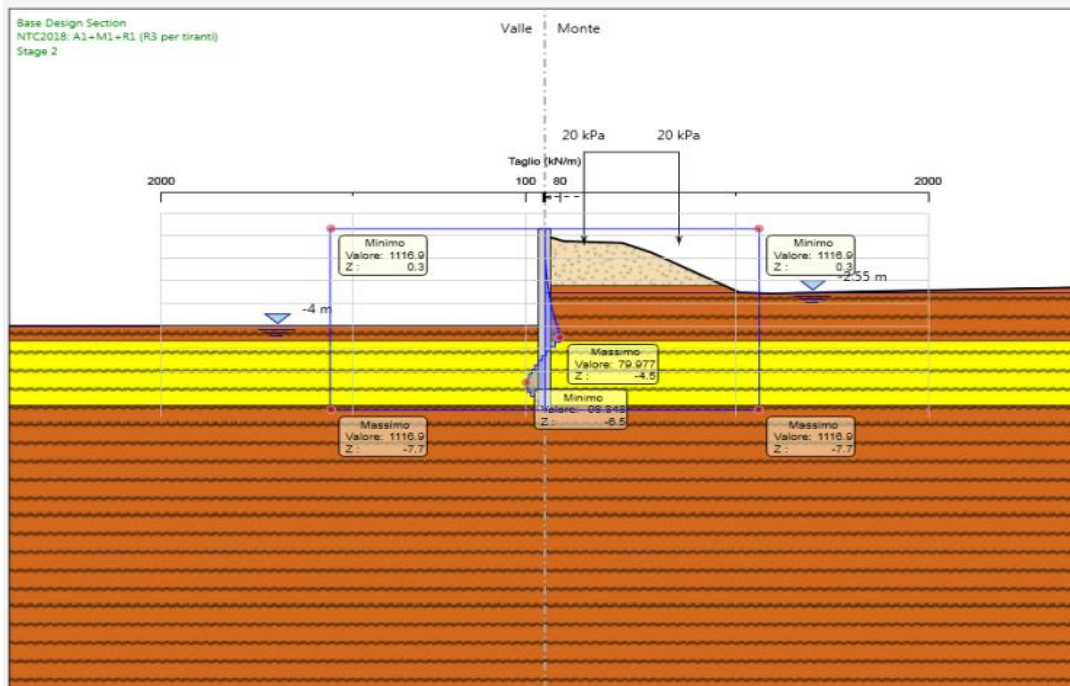 Base Design Section
NTC2018: A1+M1+R1 (R3 per tiranti)
Stage 2
Valle
Monte
20 kPa
20 kPa
Taglio (kN/m)
2000
100
80
2000
Minimo
Valore: 1116.9
Z : 0.3
Minimo
Valore: 1116.9
Z : 0.3
-2.55 m
-4 m
Massimo
Valore: 79.977
Z : -4.5
Minimo
Valore:
Z : -6.5
Massimo
Valore: 1116.9
Z : -7.7
Massimo
Valore: 1116.9
Z : -7.7